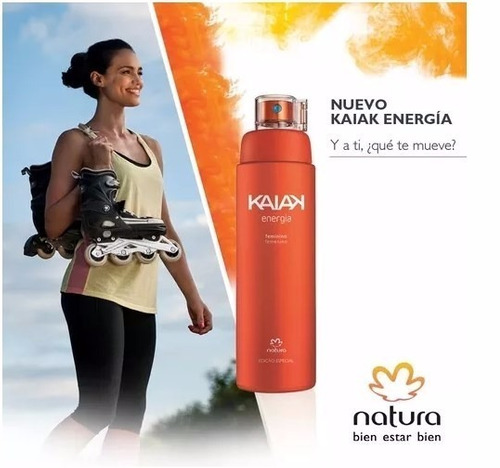 NUEVO
KAIAK ENERGÍA
Y a ti, ¿qué te mueve?
KAIAK
energia
natura
natura
bien estar bien